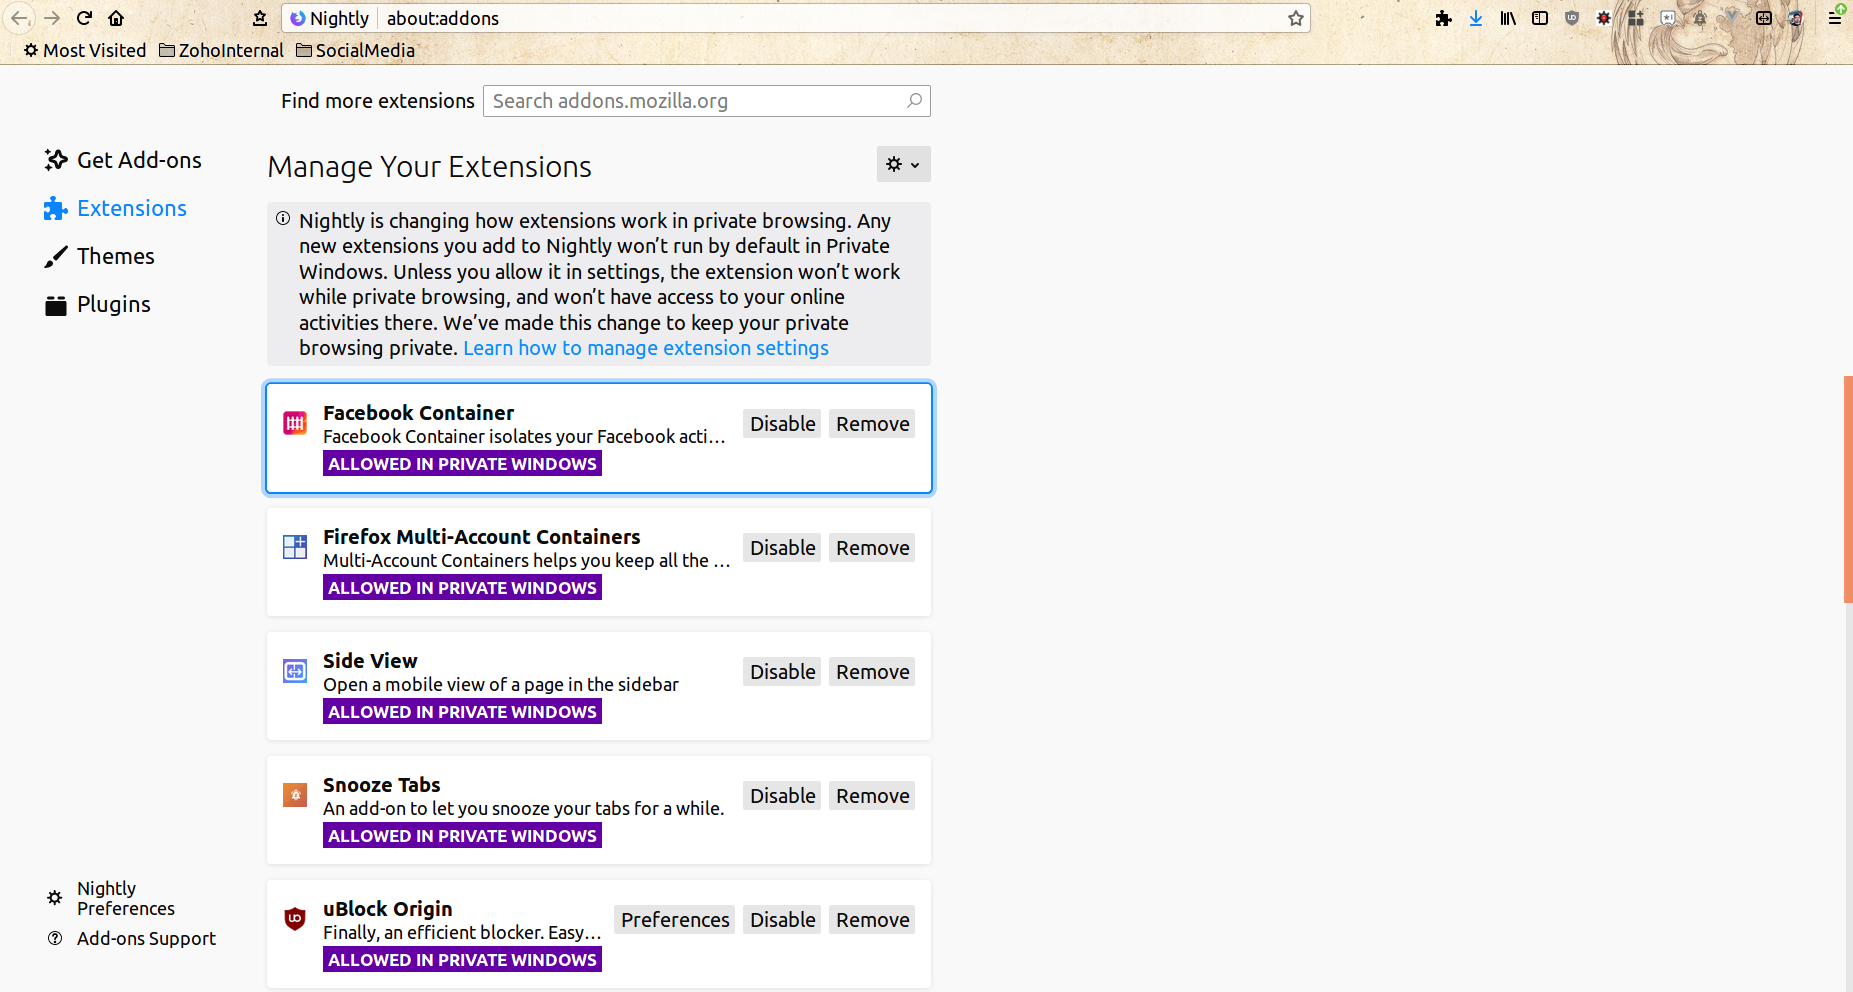 Nightly about:addons
Most Visited ZohoInternal SocialMedia
Find more extensions Search addons.mozilla.org
Get Add-ons
Extensions
Themes
Plugins
Manage Your Extensions
Nightly is changing how extensions work in private browsing. Any
new extensions you add to Nightly won’t run by default in Private
Windows. Unless you allow it in settings, the extension won’t work
while private browsing, and won’t have access to your online
activities there. We’ve made this change to keep your private
browsing private. Learn how to manage extension settings
Facebook Container
Facebook Container isolates your Facebook acti…
ALLOWED IN PRIVATE WINDOWS
Disable Remove
Firefox Multi-Account Containers
Multi-Account Containers helps you keep all the …
ALLOWED IN PRIVATE WINDOWS
Disable Remove
Side View
Open a mobile view of a page in the sidebar
ALLOWED IN PRIVATE WINDOWS
Disable Remove
Snooze Tabs
An add-on to let you snooze your tabs for a while.
ALLOWED IN PRIVATE WINDOWS
Disable Remove
uBlock Origin
Finally, an efficient blocker. Easy…
ALLOWED IN PRIVATE WINDOWS
Preferences Disable Remove
Nightly
Preferences
Add-ons Support